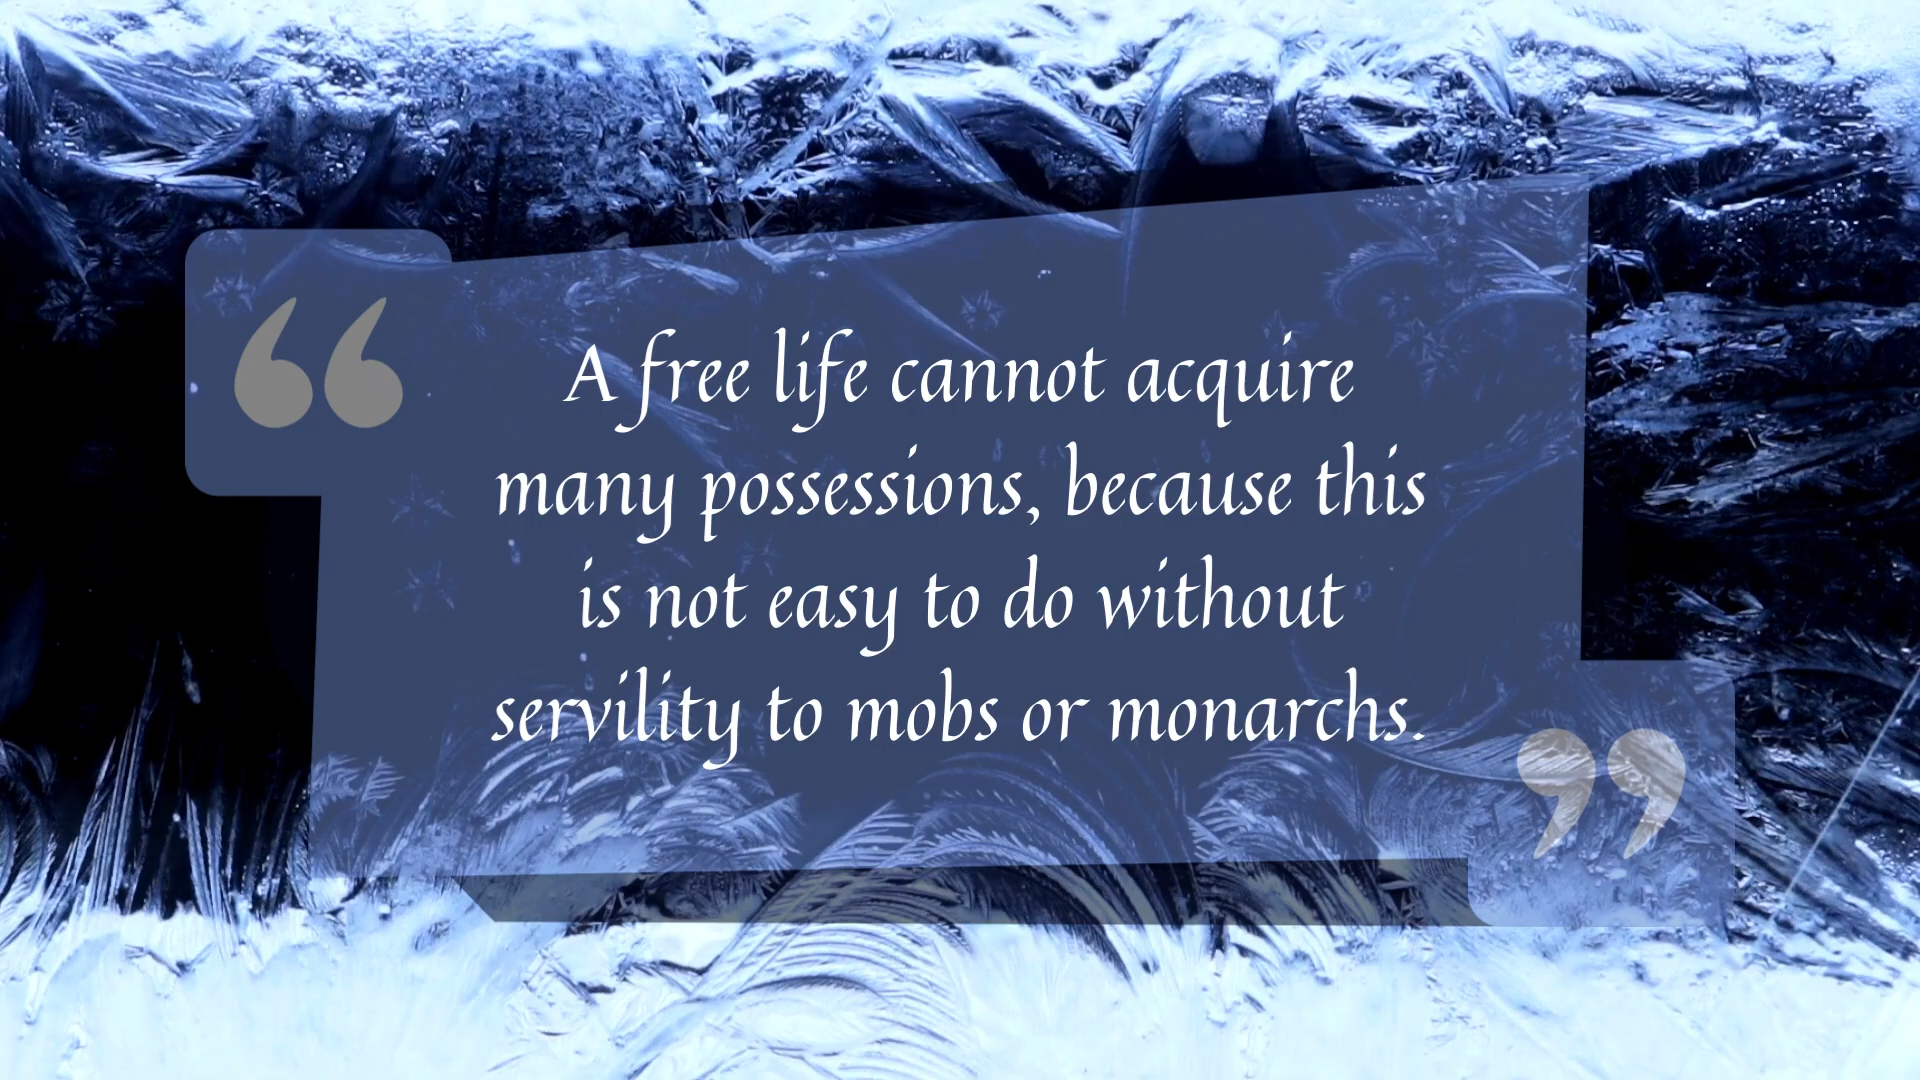 “
A free life cannot acquire
many possessions, because this
is not easy to do without
servility to mobs or monarchs.
”